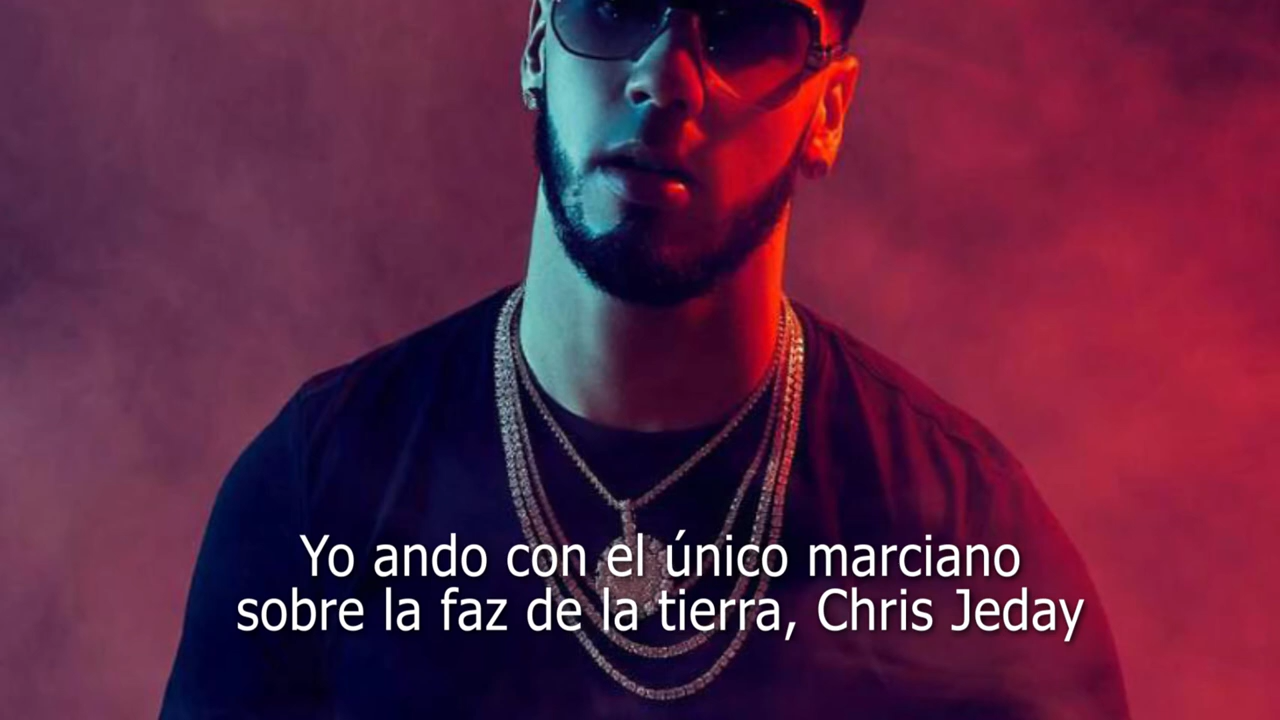 Yo ando con el único marciano
sobre la faz de la tierra, Chris Jeday